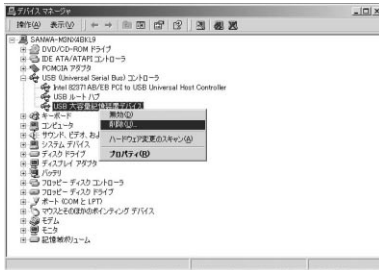 デバイス マネージャ
操作(A) 表示(V)
SANWA-M0NX4BKL9
DVD/CD-ROM ドライブ
IDE ATA/ATAPI コントローラ
PCMCIA アダプタ
USB (Universal Serial Bus) コントローラ
Intel 82371AB/EB PCI to USB Universal Host Controller
USB ルート ハブ
USB 大容量記憶装置デバイス
キーボード
無効(D)
コンピュータ
削除(U)...
サウンド、ビデオ、およ
システム デバイス
ハードウェア変更のスキャン(A)
ディスク ドライブ
ディスプレイ アダプタ
プロパティ(R)
バッテリ
フロッピー ディスク コントローラ
フロッピー ディスク ドライブ
ポート (COM と LPT)
マウスとそのほかのポインティング デバイス
モデム
モニタ
記憶域ボリューム